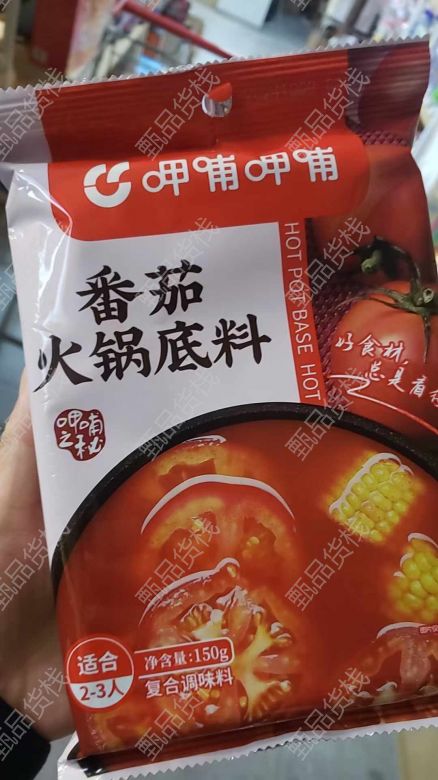 呷哺呷哺
番茄
火锅底料
HOT POT BASE HOT
好食材,
总是看得
呷哺
之秘
适合
2-3人
净含量:150g
复合调味料
甄品货栈